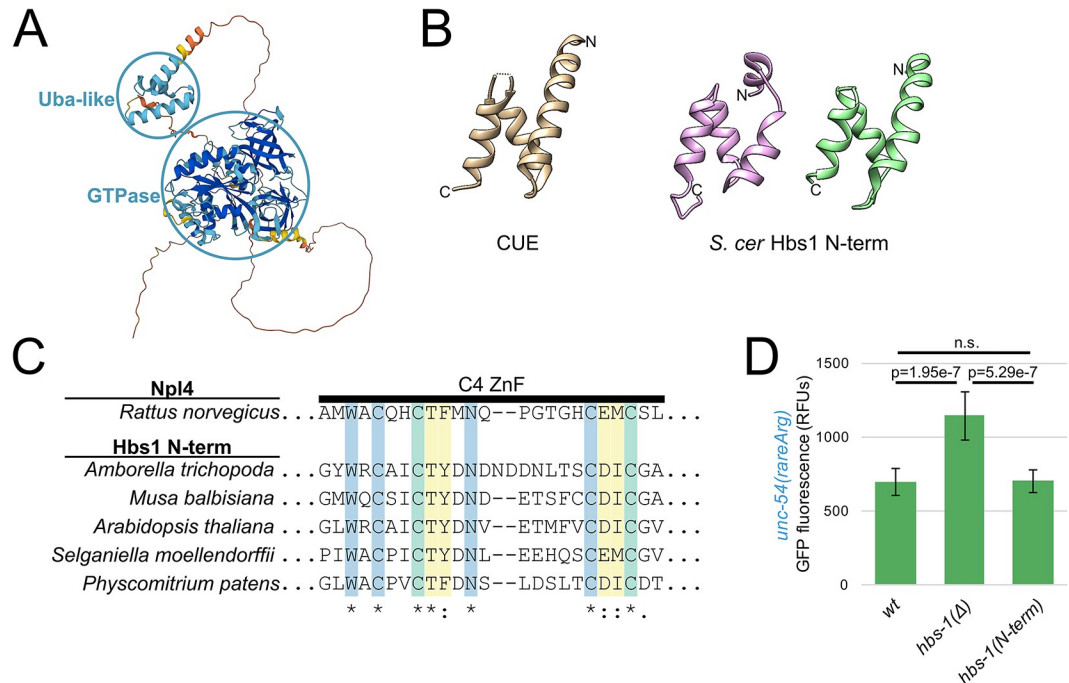 A
Uba-like
GTPase
B
N
C
CUE
N
C
N
C
S. cer Hbs1 N-term
C
Npl4
C4 ZnF
Rattus norvegicus ... AMWACQHCTFMNQ--PGTGHCEMCSL ...
Hbs1 N-term
Amborella trichopoda ... GYWRCAICTYDNDNDDNLTSCDICGA ...
Musa balbisiana ... GMWQCSICTYDND--ETSFCCDICGA ...
Arabidopsis thaliana ... GLWRCAICTYDNV--ETMFVCDICGV ...
Selganiella moellendorffii ... PIWACPICTYDNL--EEHQSCEMCGV ...
Physcomitrium patens ... GLWACPVCTFDNS--LDSLTCDICDT ...
* * **: * *::*.
D
n.s.
p=1.95e-7 p=5.29e-7
unc-54(rareArg)
GFP fluorescence (RFUs)
1500
1000
500
0
wt
hbs-1(Δ)
hbs-1(N-term)